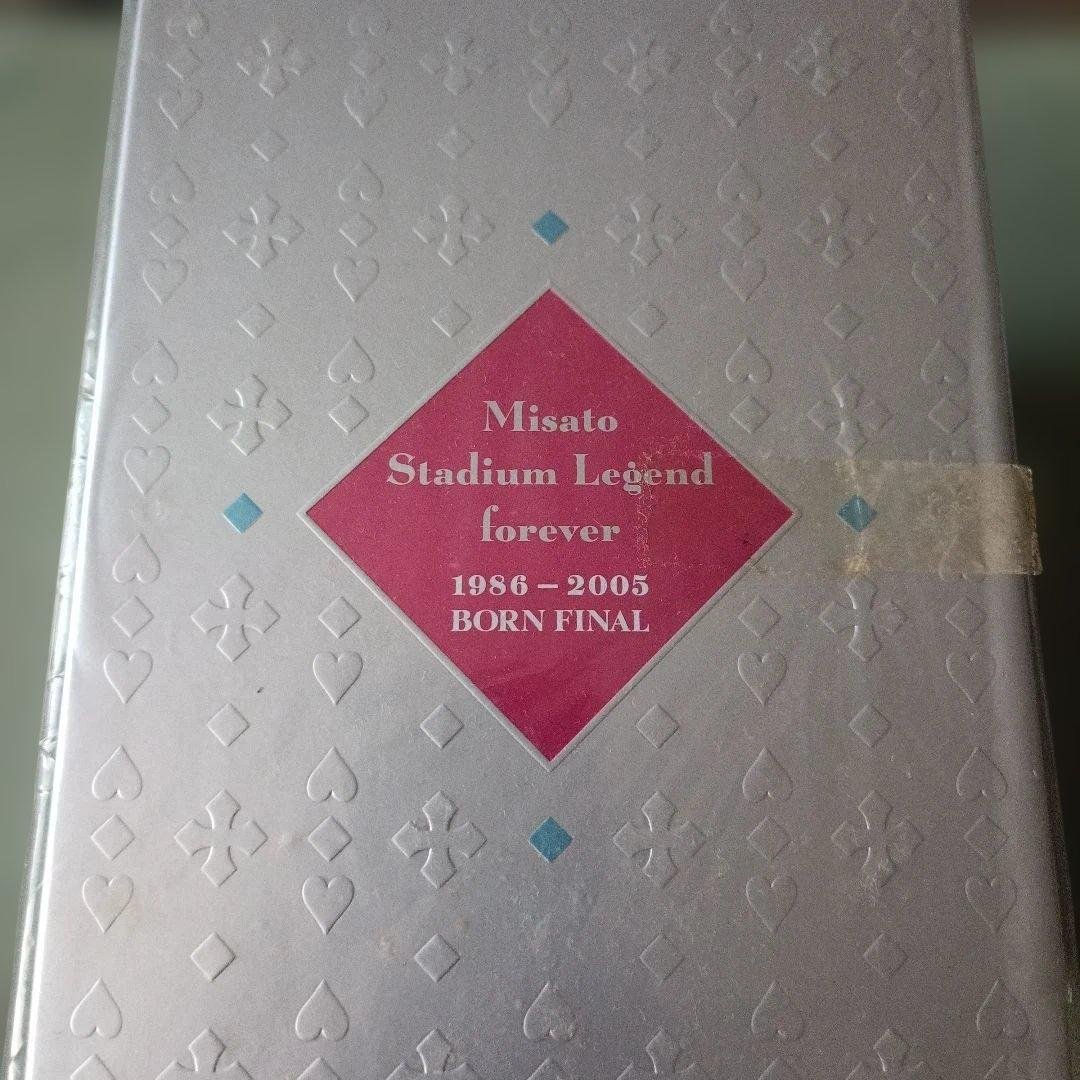 Misato
Stadium Legend
forever
1986 – 2005
BORN FINAL